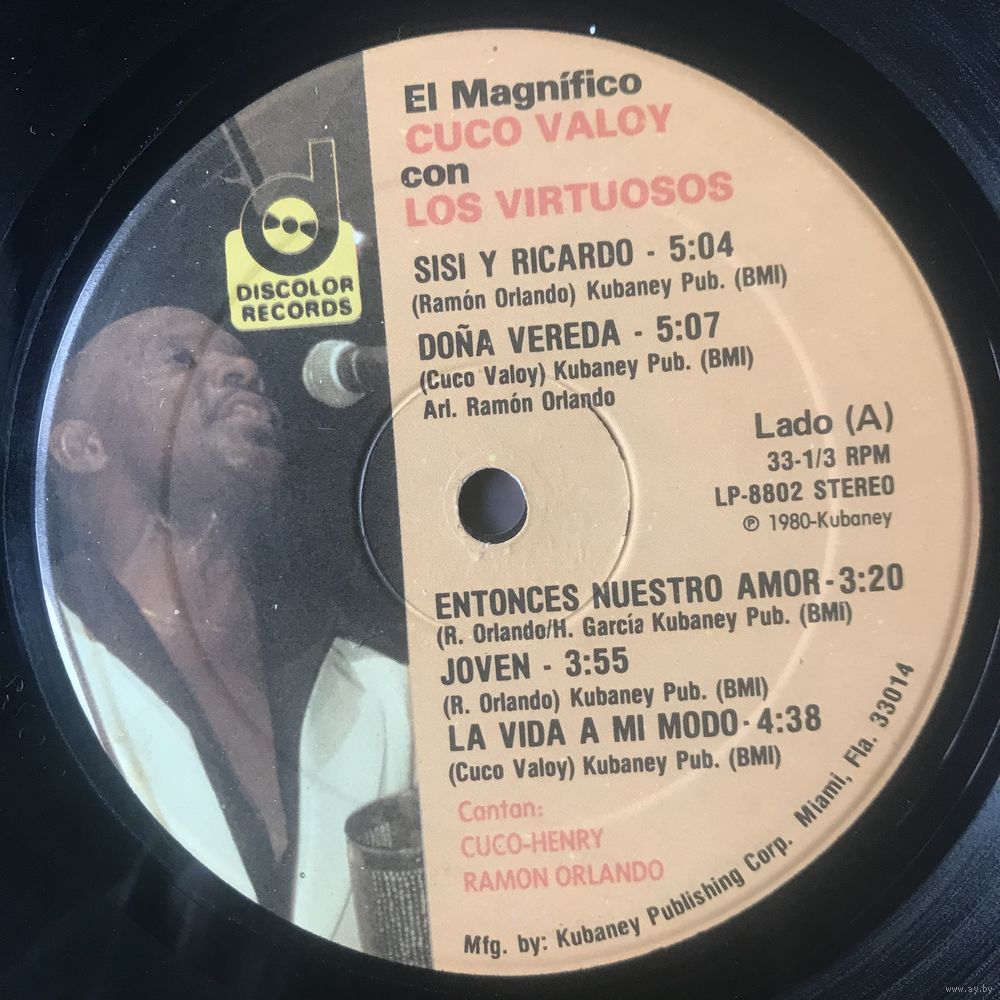 El Magnífico
CUCO VALOY
con
LOS VIRTUOSOS
d
DISCOLOR
RECORDS
SISI Y RICARDO - 5:04
(Ramón Orlando) Kubaney Pub. (BMI)
DOÑA VEREDA - 5:07
(Cuco Valoy) Kubaney Pub. (BMI)
Arl. Ramón Orlando
Lado (A)
33-1/3 RPM
LP-8802 STEREO
℗ 1980-Kubaney
ENTONCES NUESTRO AMOR-3:20
(R. Orlando/H. García Kubaney Pub. (BMI)
JOVEN - 3:55
(R. Orlando) Kubaney Pub. (BMI)
LA VIDA A MI MODO-4:38
(Cuco Valoy) Kubaney Pub. (BMI)
Cantan:
CUCO-HENRY
RAMON ORLANDO
Mfg. by: Kubaney Publishing Corp. Miami, Fla. 33014
www.ay.by